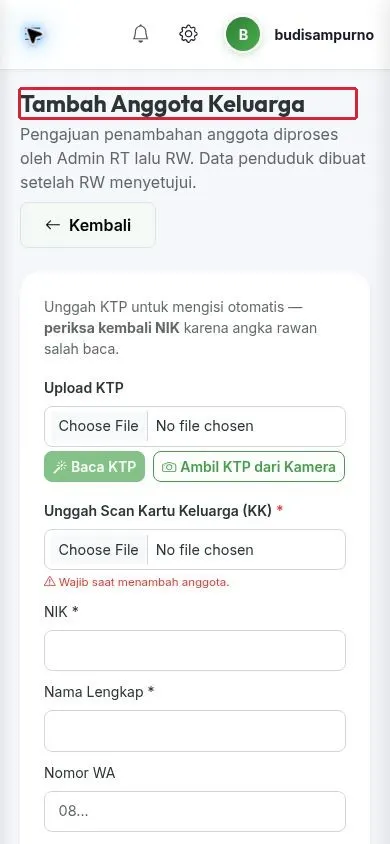 B budisampurno
Tambah Anggota Keluarga
Pengajuan penambahan anggota diproses
oleh Admin RT lalu RW. Data penduduk dibuat
setelah RW menyetujui.
← Kembali
Unggah KTP untuk mengisi otomatis —
periksa kembali NIK karena angka rawan
salah baca.
Upload KTP
Choose File No file chosen
Baca KTP Ambil KTP dari Kamera
Unggah Scan Kartu Keluarga (KK) *
Choose File No file chosen
Wajib saat menambah anggota.
NIK *
Nama Lengkap *
Nomor WA
08...